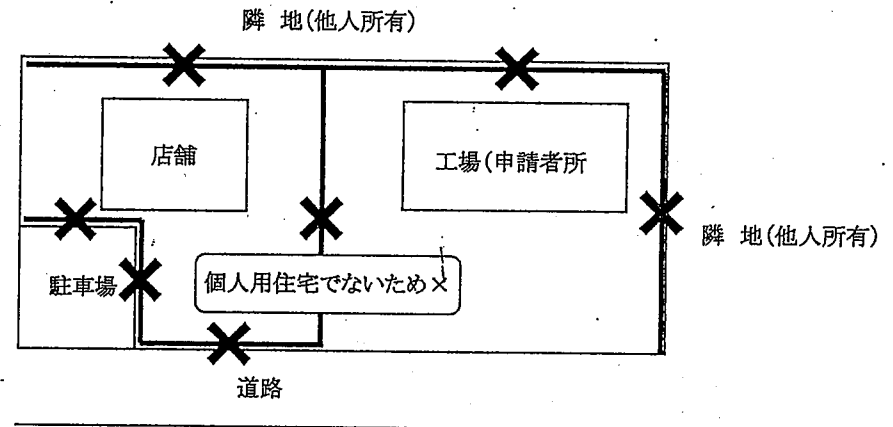 隣 地(他人所有)
店舗
工場(申請者所
隣 地(他人所有)
駐車場
個人用住宅でないため×
道路